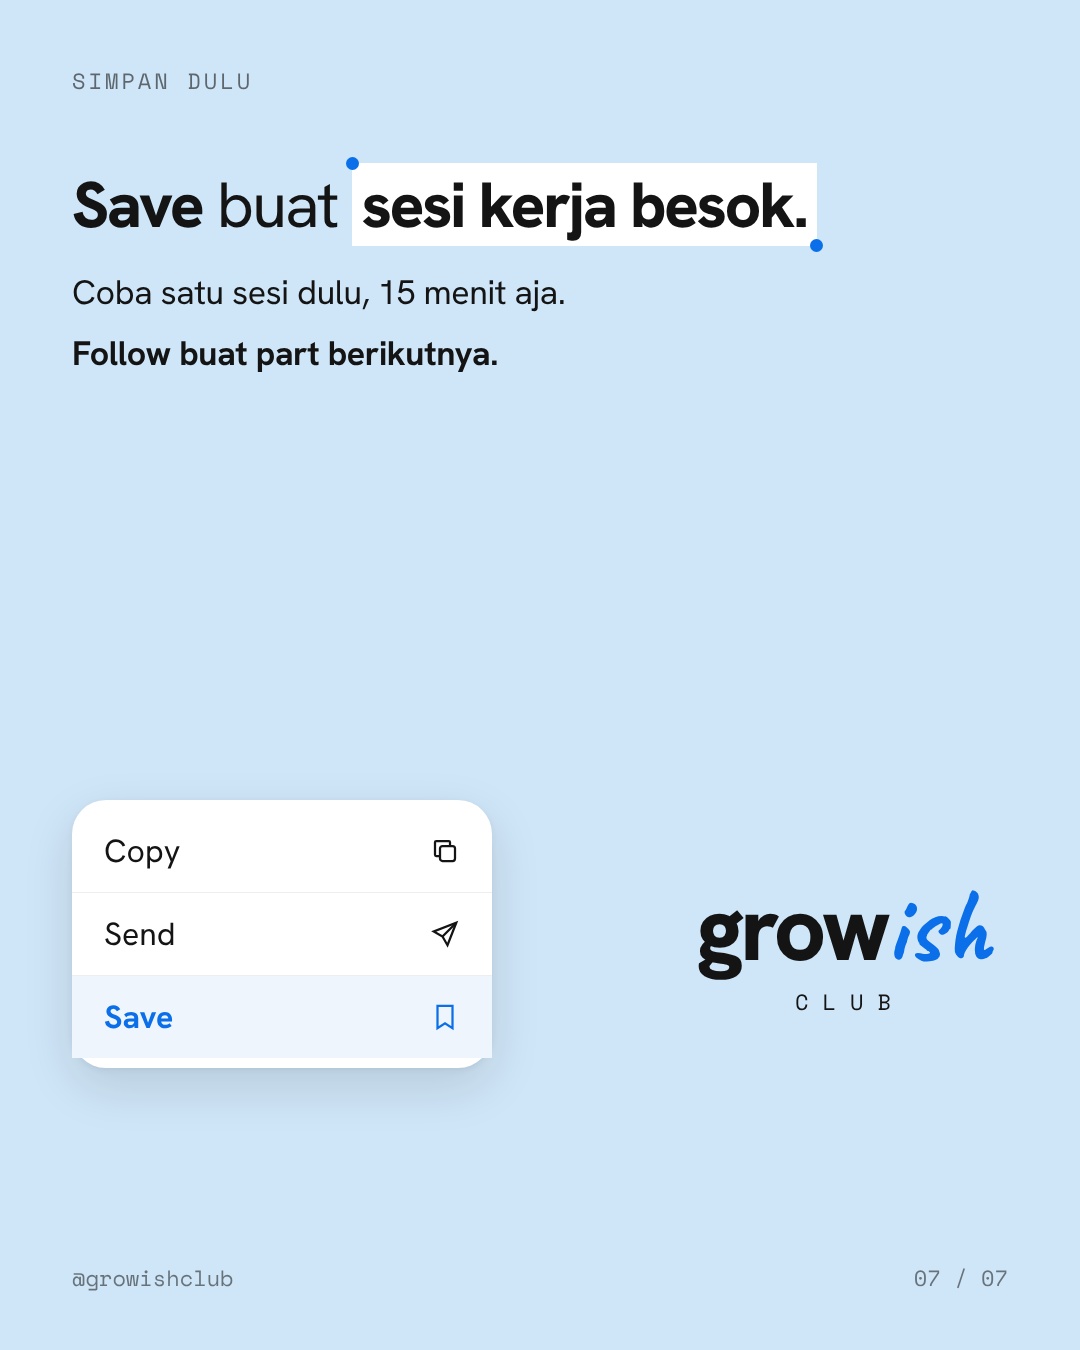 SIMPAN DULU
Save buat sesi kerja besok.
Coba satu sesi dulu, 15 menit aja.
Follow buat part berikutnya.
Copy
Send
Save
growish
CLUB
@growishclub
07 / 07